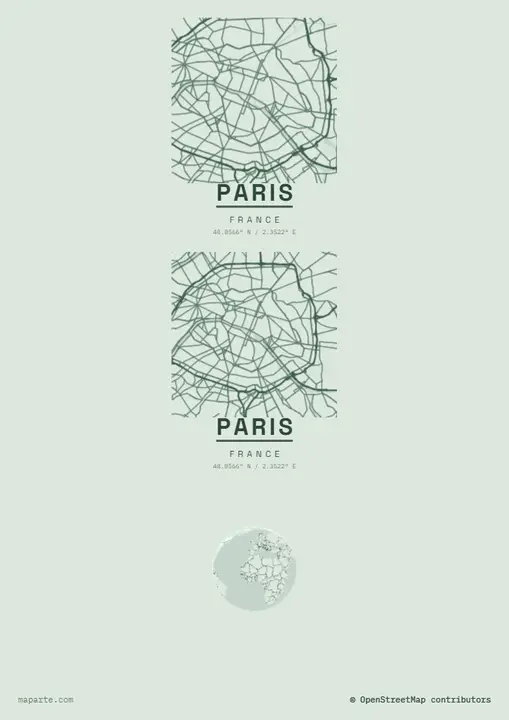 PARIS
FRANCE
48.8566° N / 2.3522° E
PARIS
FRANCE
48.8566° N / 2.3522° E
maparte.com
© OpenStreetMap contributors